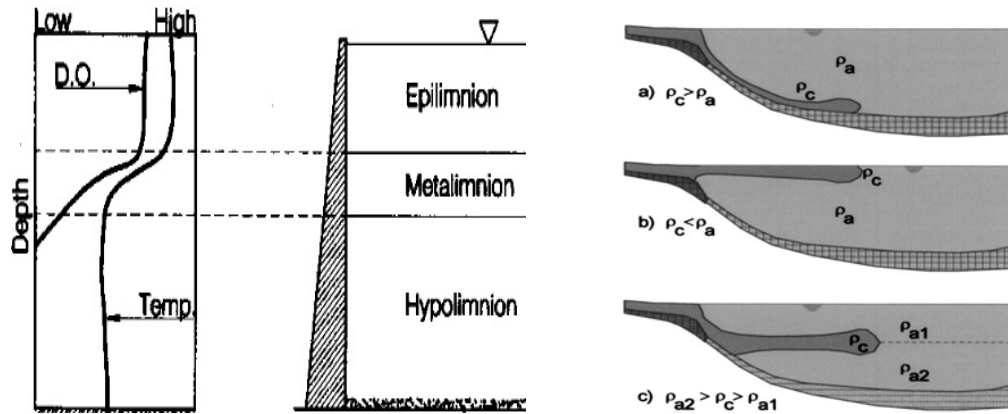 Low High
D.O.
Depth
Temp.
Epilimnion
Metalimnion
Hypolimnion
ρa
ρc
a) ρc>ρa
ρc
ρa
b) ρc<ρa
ρa1
ρc
ρa2
c) ρa2 > ρc > ρa1